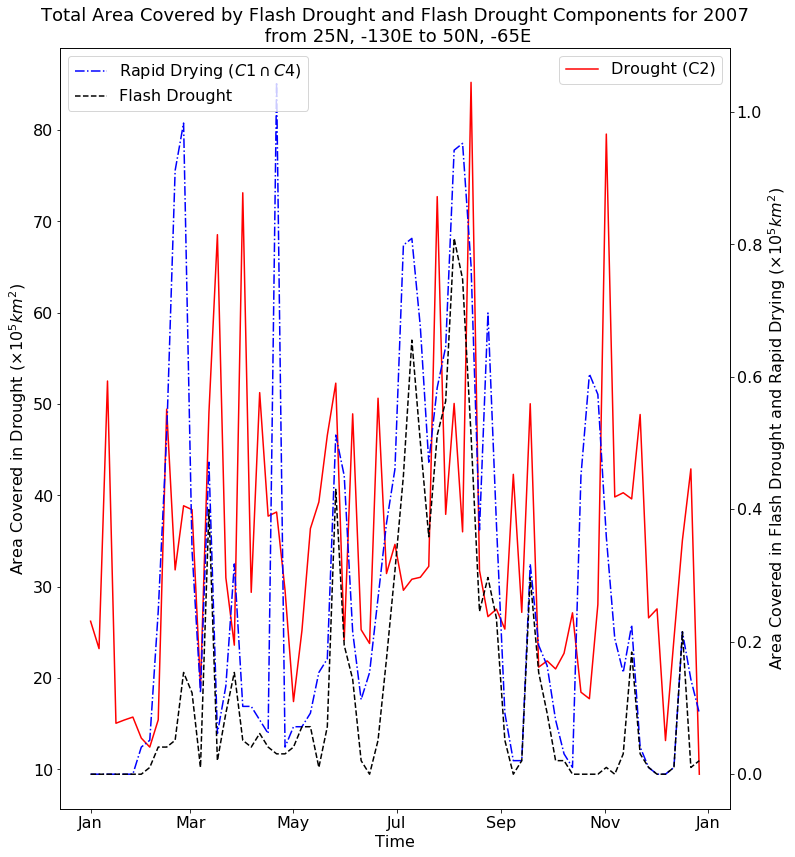 Total Area Covered by Flash Drought and Flash Drought Components for 2007
from 25N, -130E to 50N, -65E
Rapid Drying (C1 ∩ C4)
Flash Drought
Drought (C2)
80
70
60
50
40
30
20
10
Area Covered in Drought (×10⁵km²)
1.0
0.8
0.6
0.4
0.2
0.0
Area Covered in Flash Drought and Rapid Drying (×10⁵km²)
Jan Mar May Jul Sep Nov Jan
Time